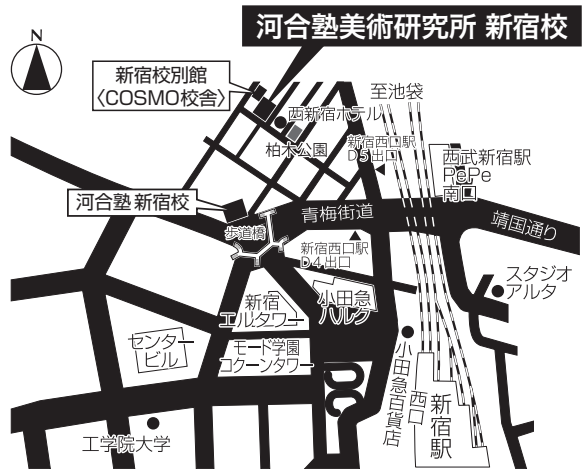 河合塾美術研究所 新宿校
N
新宿校別館
〈COSMO校舎〉
至池袋
西新宿ホテル
柏木公園
新宿西口駅
D5出口
西武新宿駅
PePe
南口
河合塾 新宿校
青梅街道
靖国通り
歩道橋
新宿西口駅
D4出口
スタジオ
アルタ
新宿
エルタワー
小田急
ハルク
センター
ビル
モード学園
コクーンタワー
小田急百貨店
西口
新宿駅
工学院大学